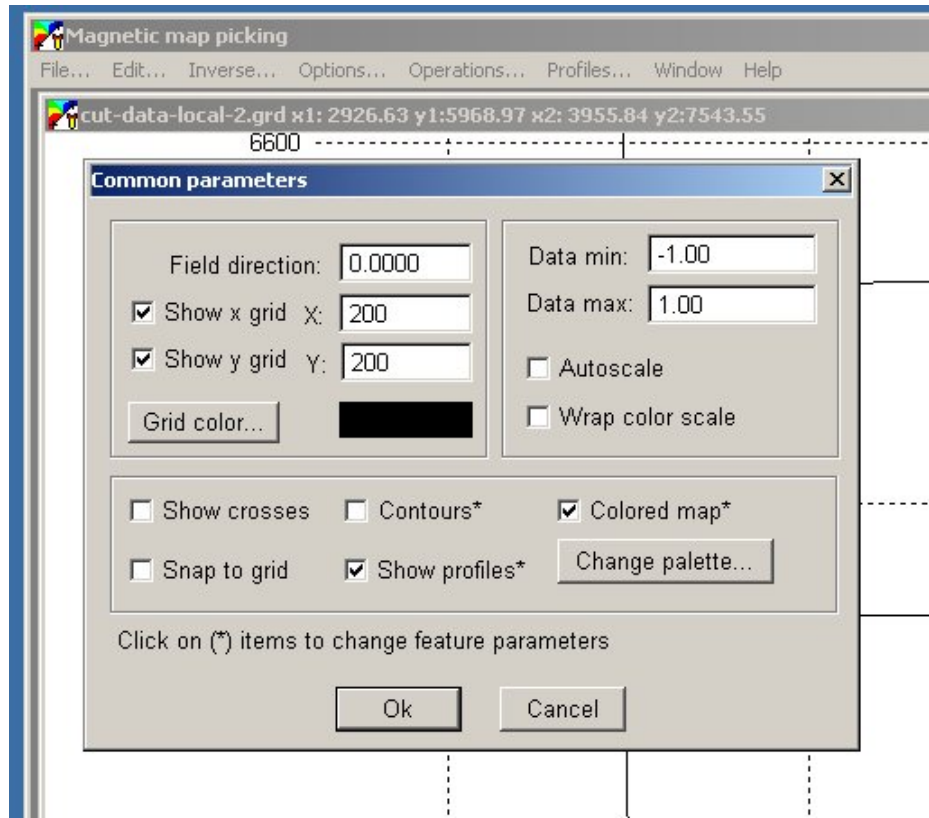 Magnetic map picking
File... Edit... Inverse... Options... Operations... Profiles... Window Help
cut-data-local-2.grd x1: 2926.63 y1:5968.97 x2: 3955.84 y2:7543.55
6600
Common parameters
Field direction: 0.0000
Show x grid X: 200
Show y grid Y: 200
Grid color...
Data min: -1.00
Data max: 1.00
Autoscale
Wrap color scale
Show crosses Contours* Colored map*
Snap to grid Show profiles* Change palette...
Click on (*) items to change feature parameters
Ok Cancel